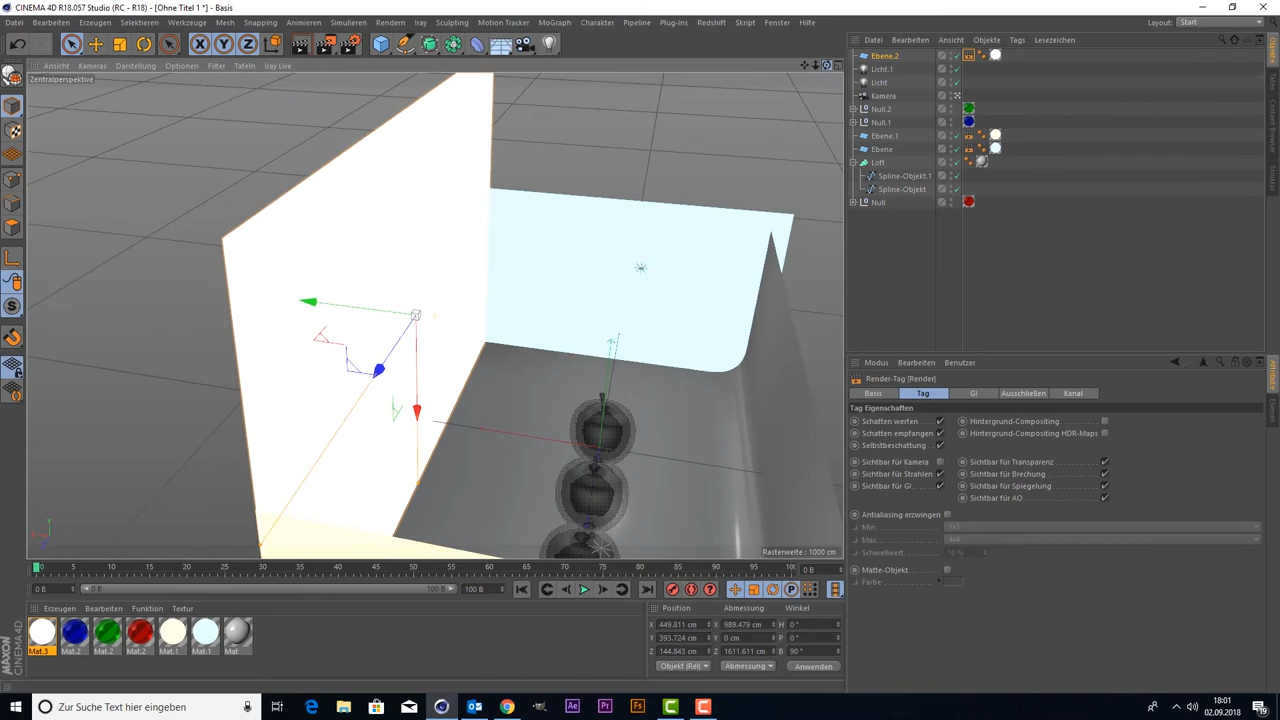 CINEMA 4D R18.057 Studio (RC - R18) - [Ohne Titel 1 *] - Basis
Datei Bearbeiten Erzeugen Selektieren Werkzeuge Mesh Snapping Animieren Simulieren Rendern Iray Sculpting Motion Tracker MoGraph Charakter Pipeline Plug-ins Redshift Skript Fenster Hilfe
Layout: Start
Datei Bearbeiten Ansicht Objekte Tags Lesezeichen
Ansicht Kameras Darstellung Optionen Filter Tafeln Iray Live
Zentralperspektive
Ebene.2
Licht.1
Licht
Kamera
Null.2
Null.1
Ebene.1
Ebene
Loft
Spline-Objekt.1
Spline-Objekt
Null
Objekte
Takes
Content Browser
Struktur
Modus Bearbeiten Benutzer
Render-Tag [Render]
Basis Tag GI Ausschließen Kanal
Tag Eigenschaften
Schatten werfen Hintergrund-Compositing
Schatten empfangen Hintergrund-Compositing HDR-Maps
Selbstbeschattung
Sichtbar für Kamera Sichtbar für Transparenz
Sichtbar für Strahlen Sichtbar für Brechung
Sichtbar für GI Sichtbar für Spiegelung
Sichtbar für AO
Antialiasing erzwingen
Min 1x1
Max 4x4
Schwellwert 10 %
Matte-Objekt
Farbe
Attribute
Ebenen
Rasterweite : 1000 cm
0 5 10 15 20 25 30 35 40 45 50 55 60 65 70 75 80 85 90 95 100 0 B
0 B 0 B 100 B 100 B
Erzeugen Bearbeiten Funktion Textur
Mat.3 Mat.2 Mat.2 Mat.2 Mat.1 Mat.1 Mat
Position Abmessung Winkel
X 449.811 cm X 989.479 cm H 0 °
Y 393.724 cm Y 0 cm P 0 °
Z 144.843 cm Z 1611.611 cm B 90 °
Objekt (Rel) Abmessung Anwenden
MAXON CINEMA 4D
Zur Suche Text hier eingeben
18:01
02.09.2018